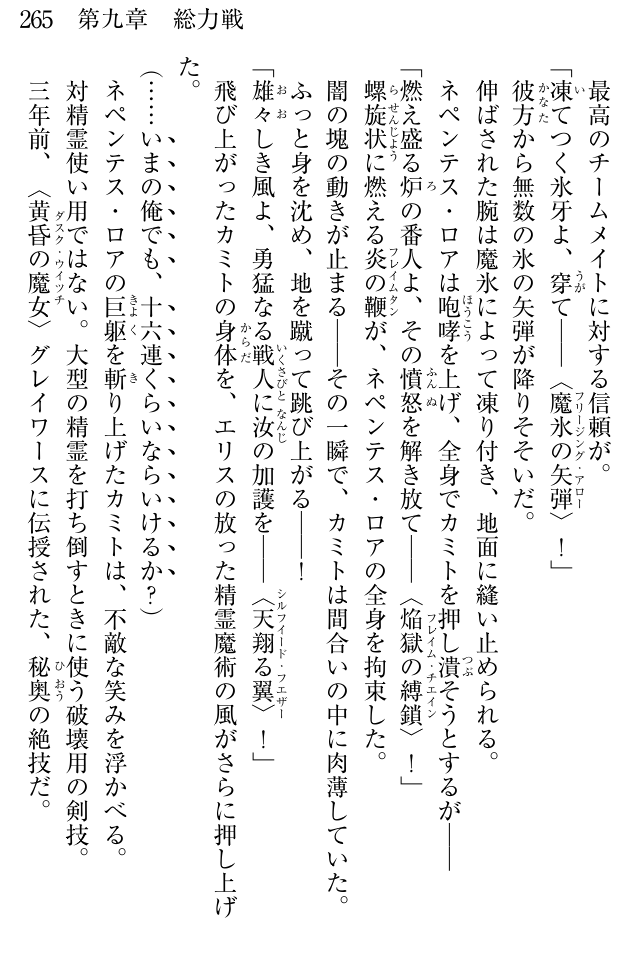 265　第九章　総力戦
最高のチームメイトに対する信頼が。
「凍てつく氷牙よ、穿て――〈魔氷の矢弾〉！」
彼方から無数の氷の矢弾が降りそそいだ。
伸ばされた腕は魔氷によって凍り付き、地面に縫い止められる。
ネペンテス・ロアは咆哮を上げ、全身でカミトを押し潰そうとするが――
「燃え盛る炉の番人よ、その憤怒を解き放て――〈焔獄の縛鎖〉！」
螺旋状に燃える炎の鞭が、ネペンテス・ロアの全身を拘束した。
闇の塊の動きが止まる――その一瞬で、カミトは間合いの中に肉薄していた。
ふっと身を沈め、地を蹴って跳び上がる――！
「雄々しき風よ、勇猛なる戦人に汝の加護を――〈天翔る翼〉！」
飛び上がったカミトの身体を、エリスの放った精霊魔術の風がさらに押し上げ
た。
（……いまの俺でも、十六連くらいならいけるか？）
ネペンテス・ロアの巨躯を斬り上げたカミトは、不敵な笑みを浮かべる。
対精霊使い用ではない。大型の精霊を打ち倒すときに使う破壊用の剣技。
三年前、〈黄昏の魔女〉グレイワースに伝授された、秘奥の絶技だ。